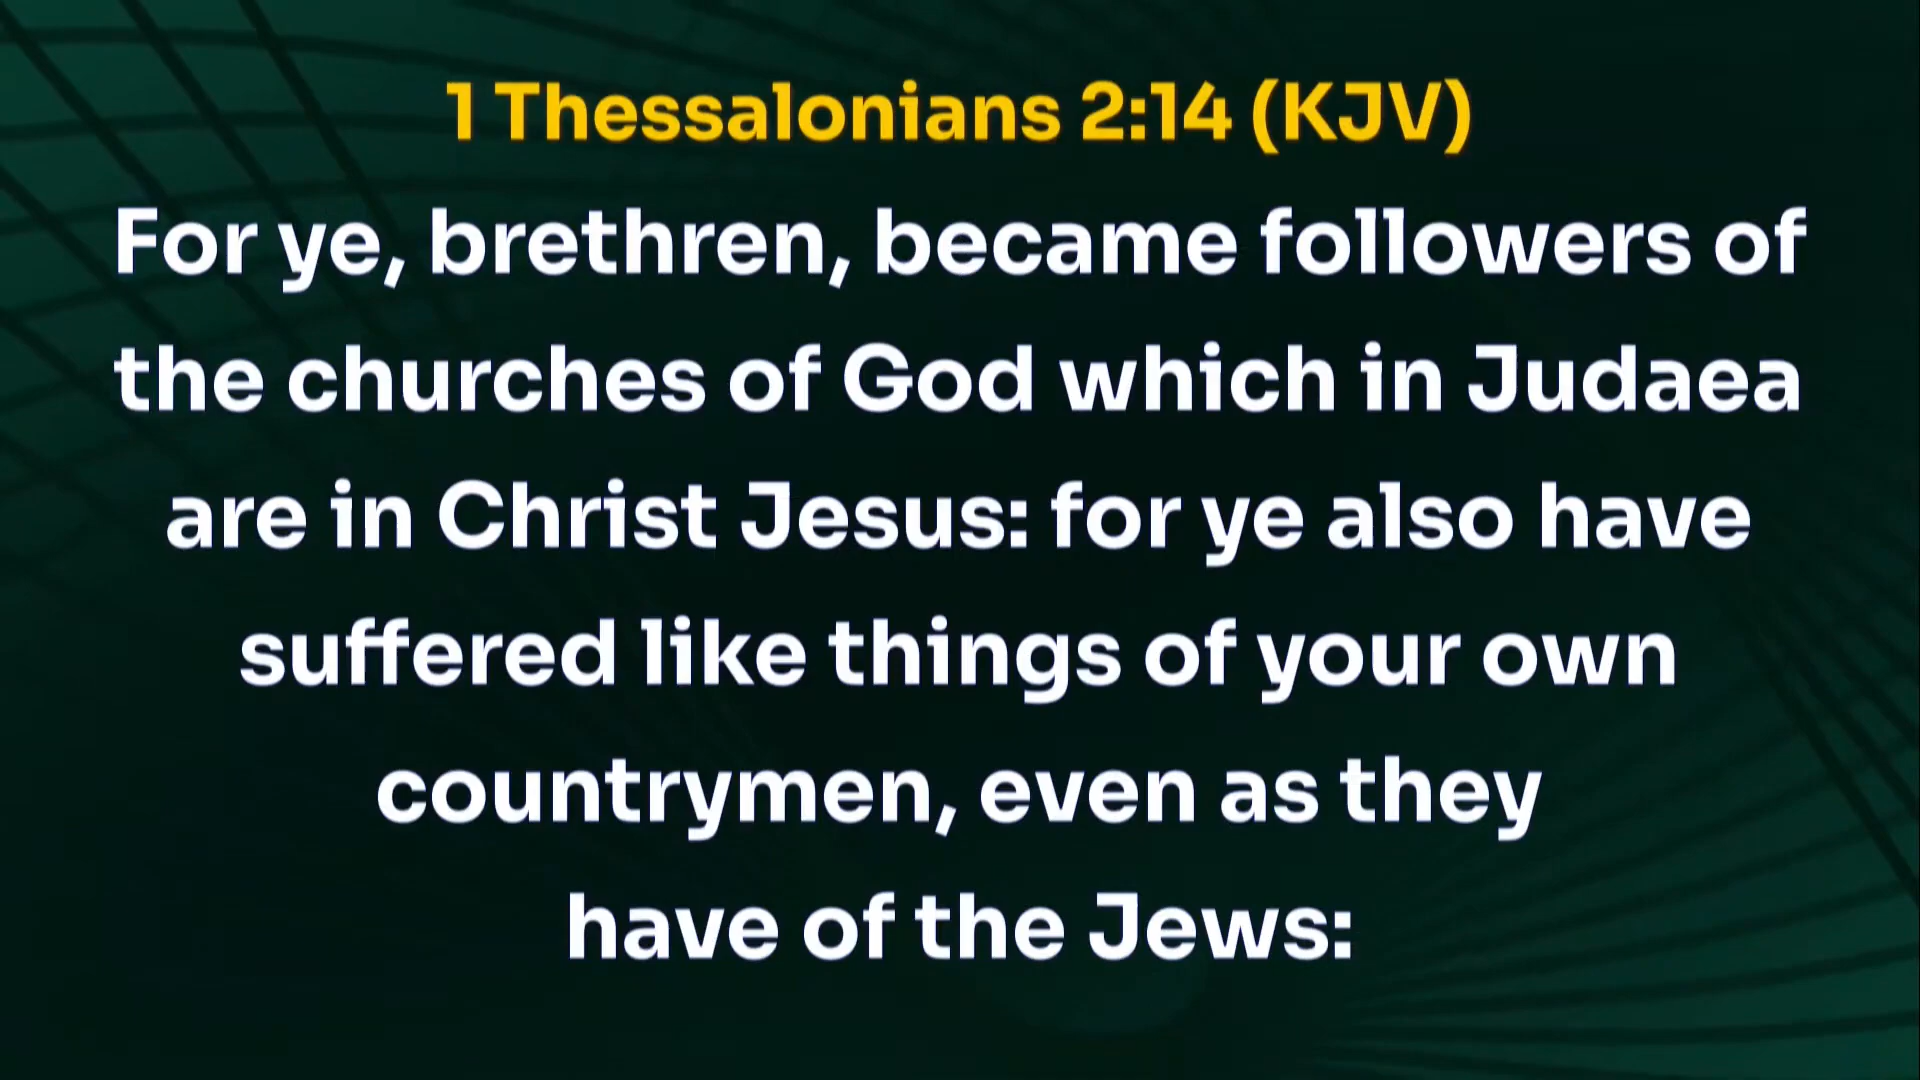 1 Thessalonians 2:14 (KJV)
For ye, brethren, became followers of
the churches of God which in Judaea
are in Christ Jesus: for ye also have
suffered like things of your own
countrymen, even as they
have of the Jews: